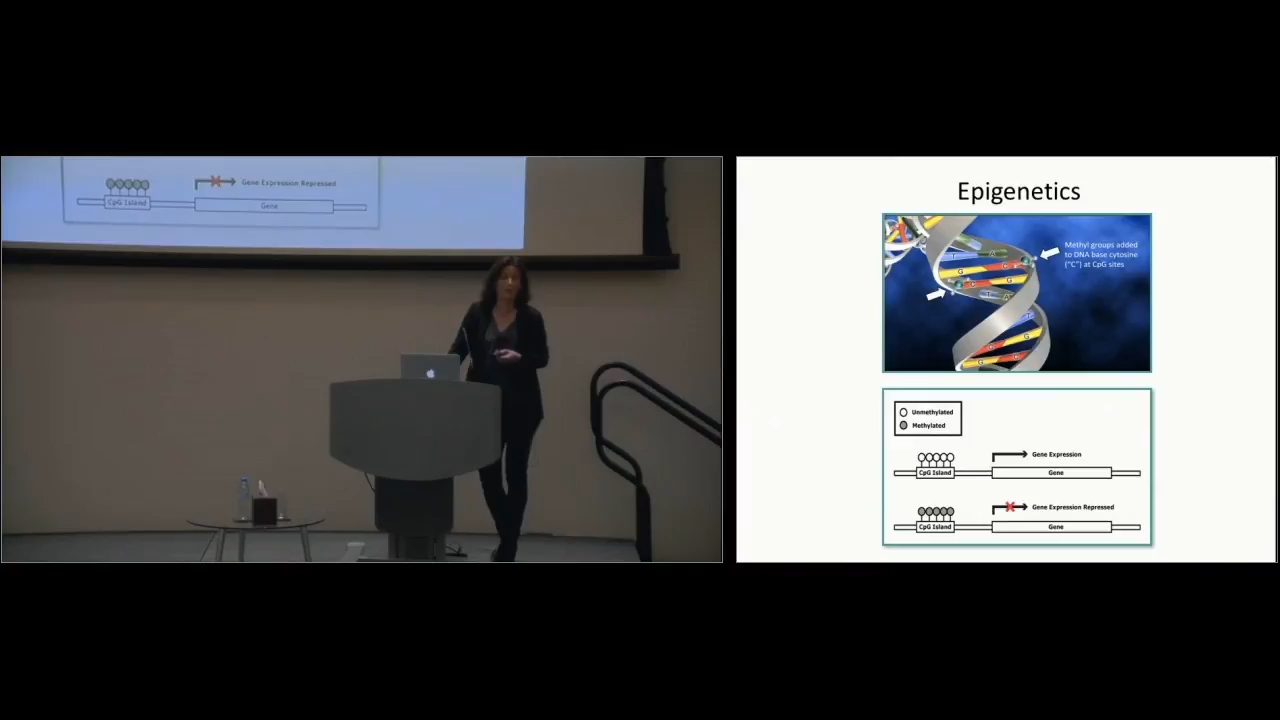 Gene Expression Repressed
CpG Island
Gene
Epigenetics
Methyl groups added
to DNA base cytosine
("C") at CpG sites
T
A
G
C
C
G
T
A
G
C
G
C
Unmethylated
Methylated
Gene Expression
CpG Island
Gene
Gene Expression Repressed
CpG Island
Gene